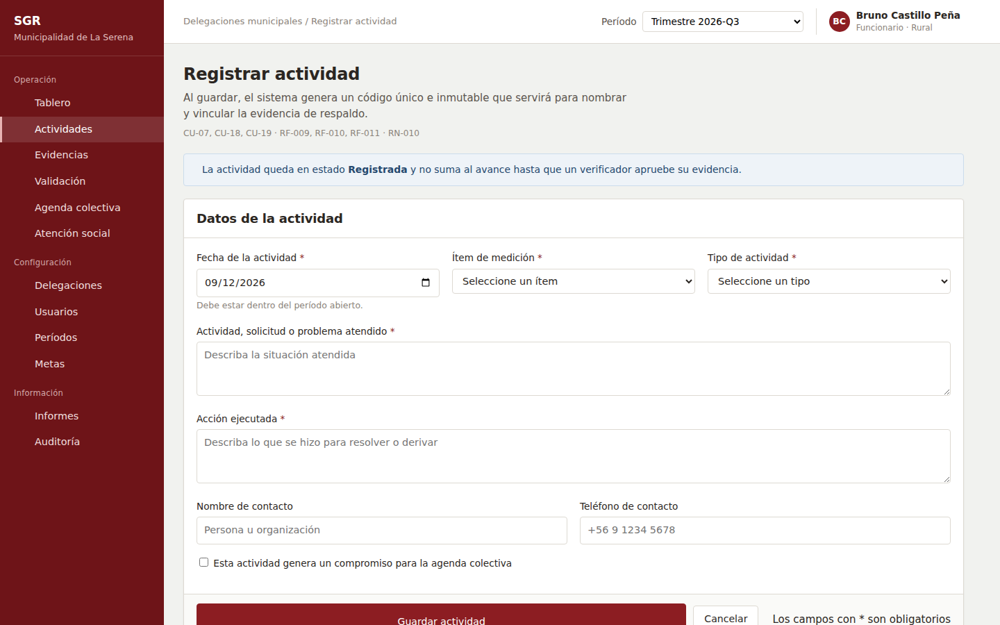 SGR
Municipalidad de La Serena
Operación
Tablero
Actividades
Evidencias
Validación
Agenda colectiva
Atención social
Configuración
Delegaciones
Usuarios
Períodos
Metas
Información
Informes
Auditoría
Delegaciones municipales / Registrar actividad
Período
Trimestre 2026-Q3
BC
Bruno Castillo Peña
Funcionario · Rural
Registrar actividad
Al guardar, el sistema genera un código único e inmutable que servirá para nombrar
y vincular la evidencia de respaldo.
CU-07, CU-18, CU-19 · RF-009, RF-010, RF-011 · RN-010
La actividad queda en estado Registrada y no suma al avance hasta que un verificador apruebe su evidencia.
Datos de la actividad
Fecha de la actividad *
Ítem de medición *
Tipo de actividad *
09/12/2026
Seleccione un ítem
Seleccione un tipo
Debe estar dentro del período abierto.
Actividad, solicitud o problema atendido *
Describa la situación atendida
Acción ejecutada *
Describa lo que se hizo para resolver o derivar
Nombre de contacto
Teléfono de contacto
Persona u organización
+56 9 1234 5678
Esta actividad genera un compromiso para la agenda colectiva
Guardar actividad
Cancelar
Los campos con * son obligatorios